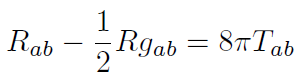 R_{ab} - \frac{1}{2} R g_{ab} = 8\pi T_{ab}